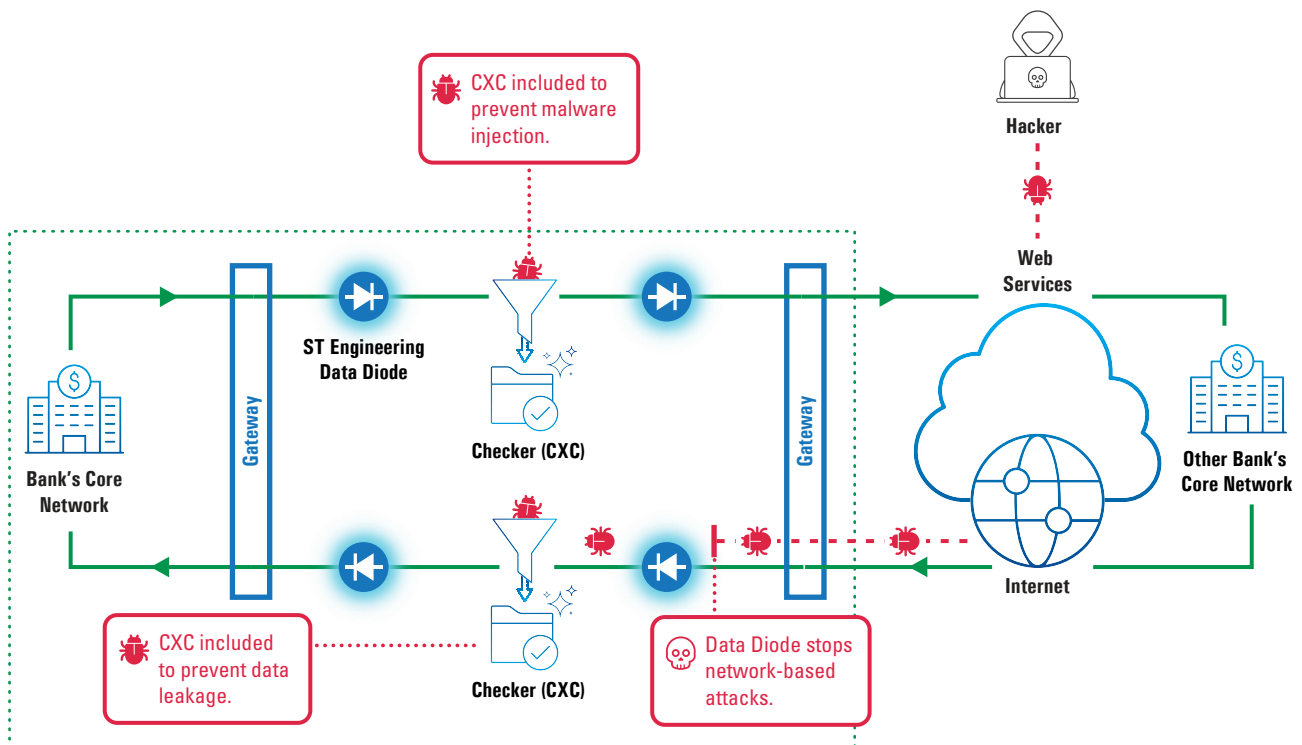 CXC included to
prevent malware
injection.
Hacker
Web
Services
ST Engineering
Data Diode
Gateway
Checker (CXC)
Gateway
Bank's Core
Network
Other Bank's
Core Network
Internet
CXC included
to prevent data
leakage.
Checker (CXC)
Data Diode stops
network-based
attacks.